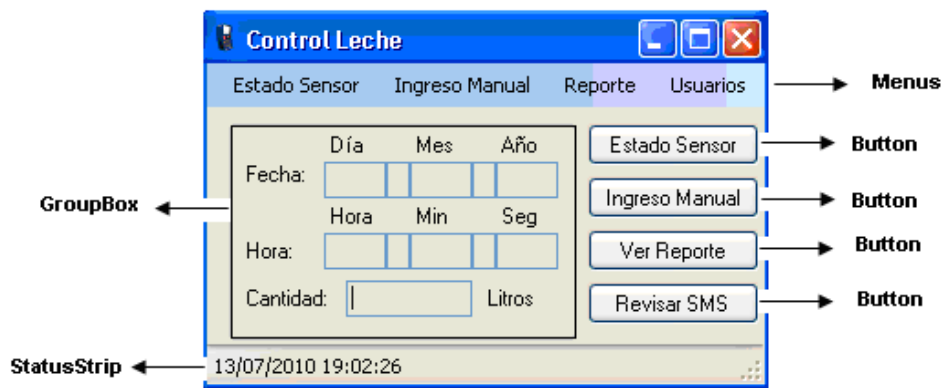 Control Leche
Estado Sensor Ingreso Manual Reporte Usuarios
Menus
Día Mes Año
Fecha:
Hora Min Seg
Hora:
Cantidad: Litros
Estado Sensor
Button
Ingreso Manual
Button
Ver Reporte
Button
Revisar SMS
Button
GroupBox
StatusStrip
13/07/2010 19:02:26